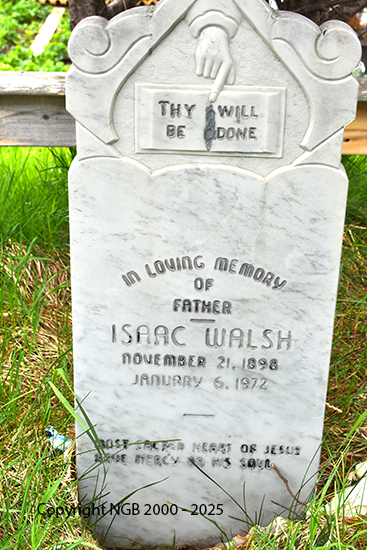 THY WILL
BE DONE
IN LOVING MEMORY
OF
FATHER
ISAAC WALSH
NOVEMBER 21, 1898
JANUARY 6, 1972
MOST SACRED HEART OF JESUS
HAVE MERCY ON HIS SOUL
Copyright NGB 2000 - 2025